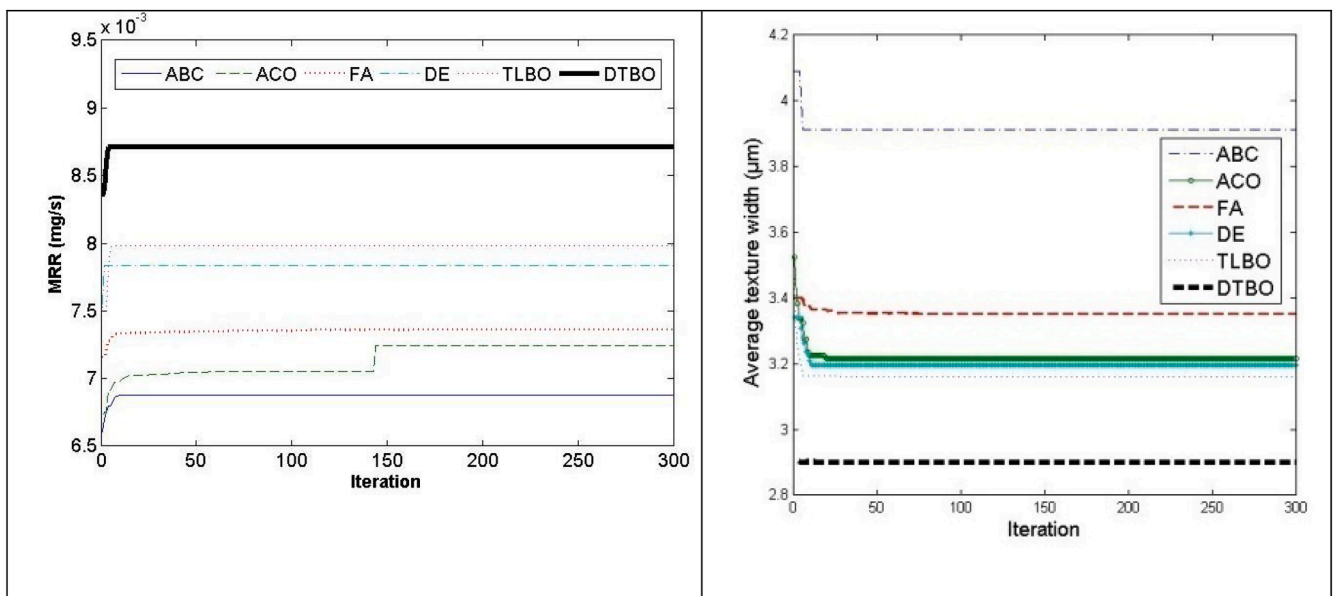 x 10⁻³
9.5
ABC ACO FA DE TLBO DTBO
9
8.5
8
7.5
7
6.5
MRR (mg/s)
0 50 100 150 200 250 300
Iteration
4.2
4
3.8
3.6
3.4
3.2
3
2.8
Average texture width (µm)
ABC
ACO
FA
DE
TLBO
DTBO
0 50 100 150 200 250 300
Iteration